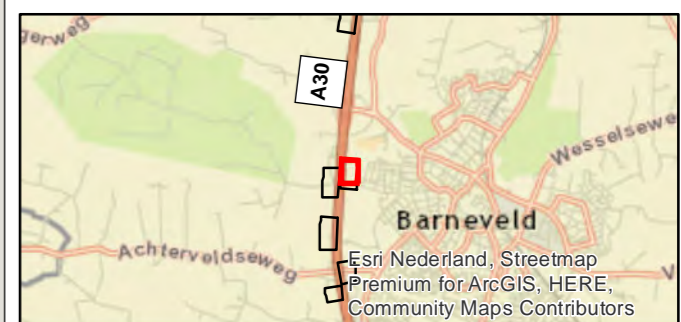 gerweg
A30
Wesselsewe
Barneveld
Achterveldseweg
V
Esri Nederland, Streetmap
Premium for ArcGIS, HERE,
Community Maps Contributors